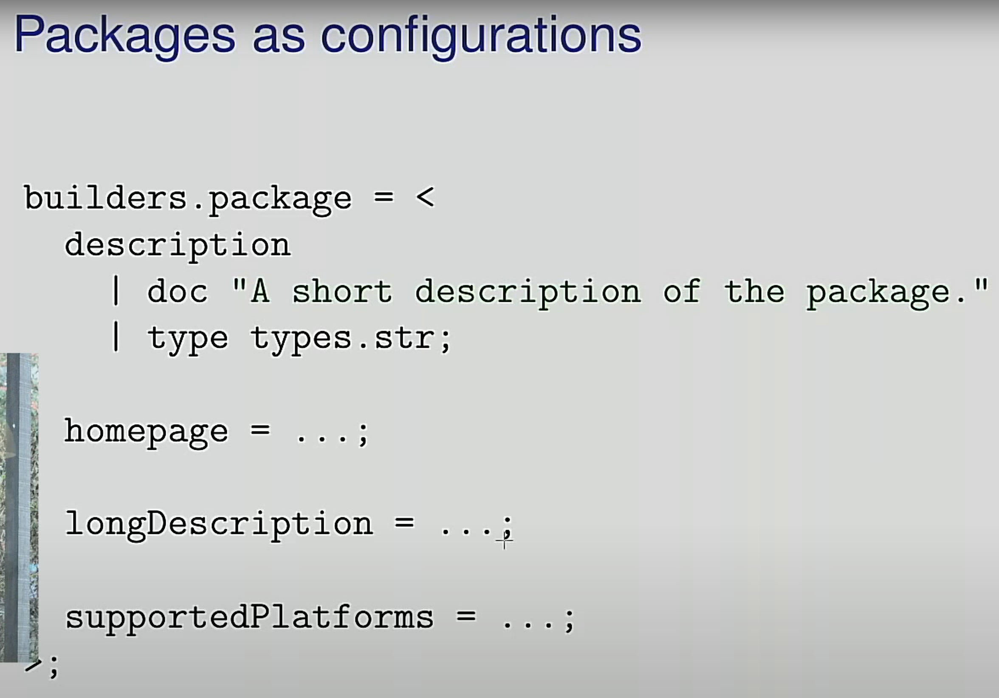 Packages as configurations
builders.package = <
description
| doc "A short description of the package."
| type types.str;
homepage = ...;
longDescription = ...;
supportedPlatforms = ...;
>;